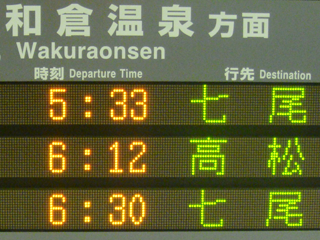 和倉温泉 方面
Wakuraonsen
時刻 Departure Time 行先 Destination
5:33 七尾
6:12 高松
6:30 七尾